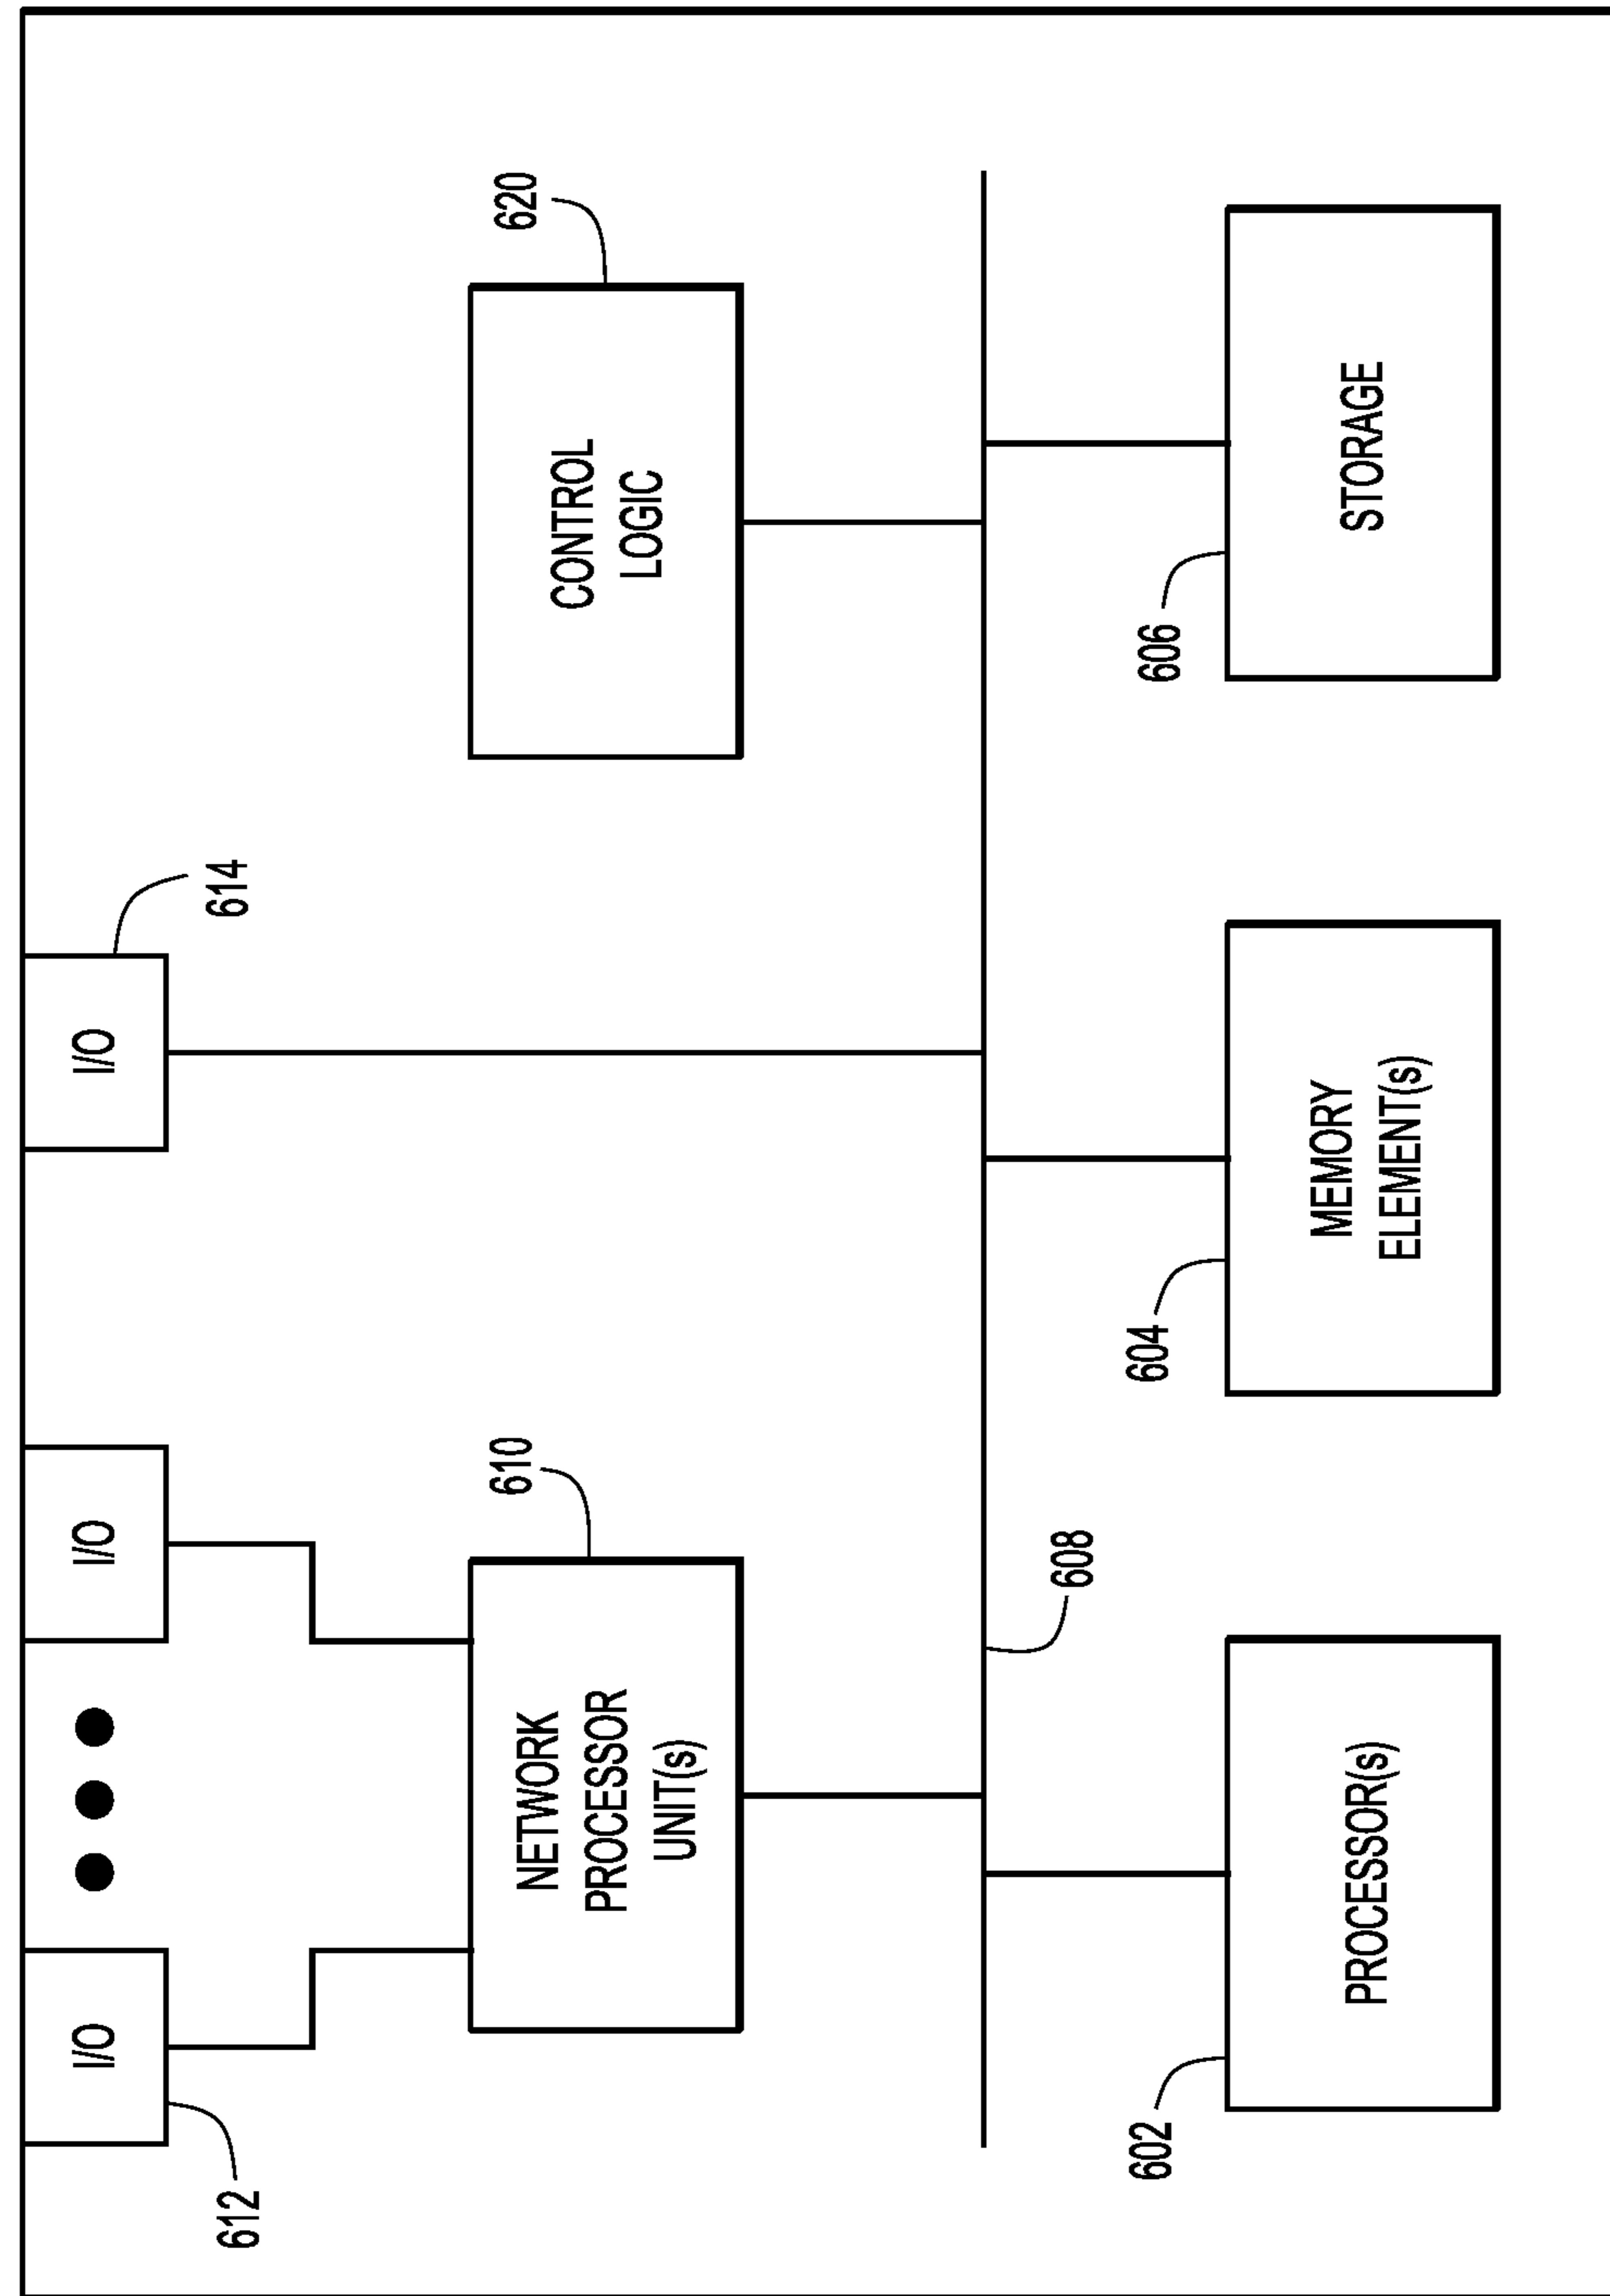 I/O
I/O
I/O
612
614
610
620
NETWORK
PROCESSOR
UNIT(s)
CONTROL
LOGIC
608
602
604
606
PROCESSOR(s)
MEMORY
ELEMENT(s)
STORAGE